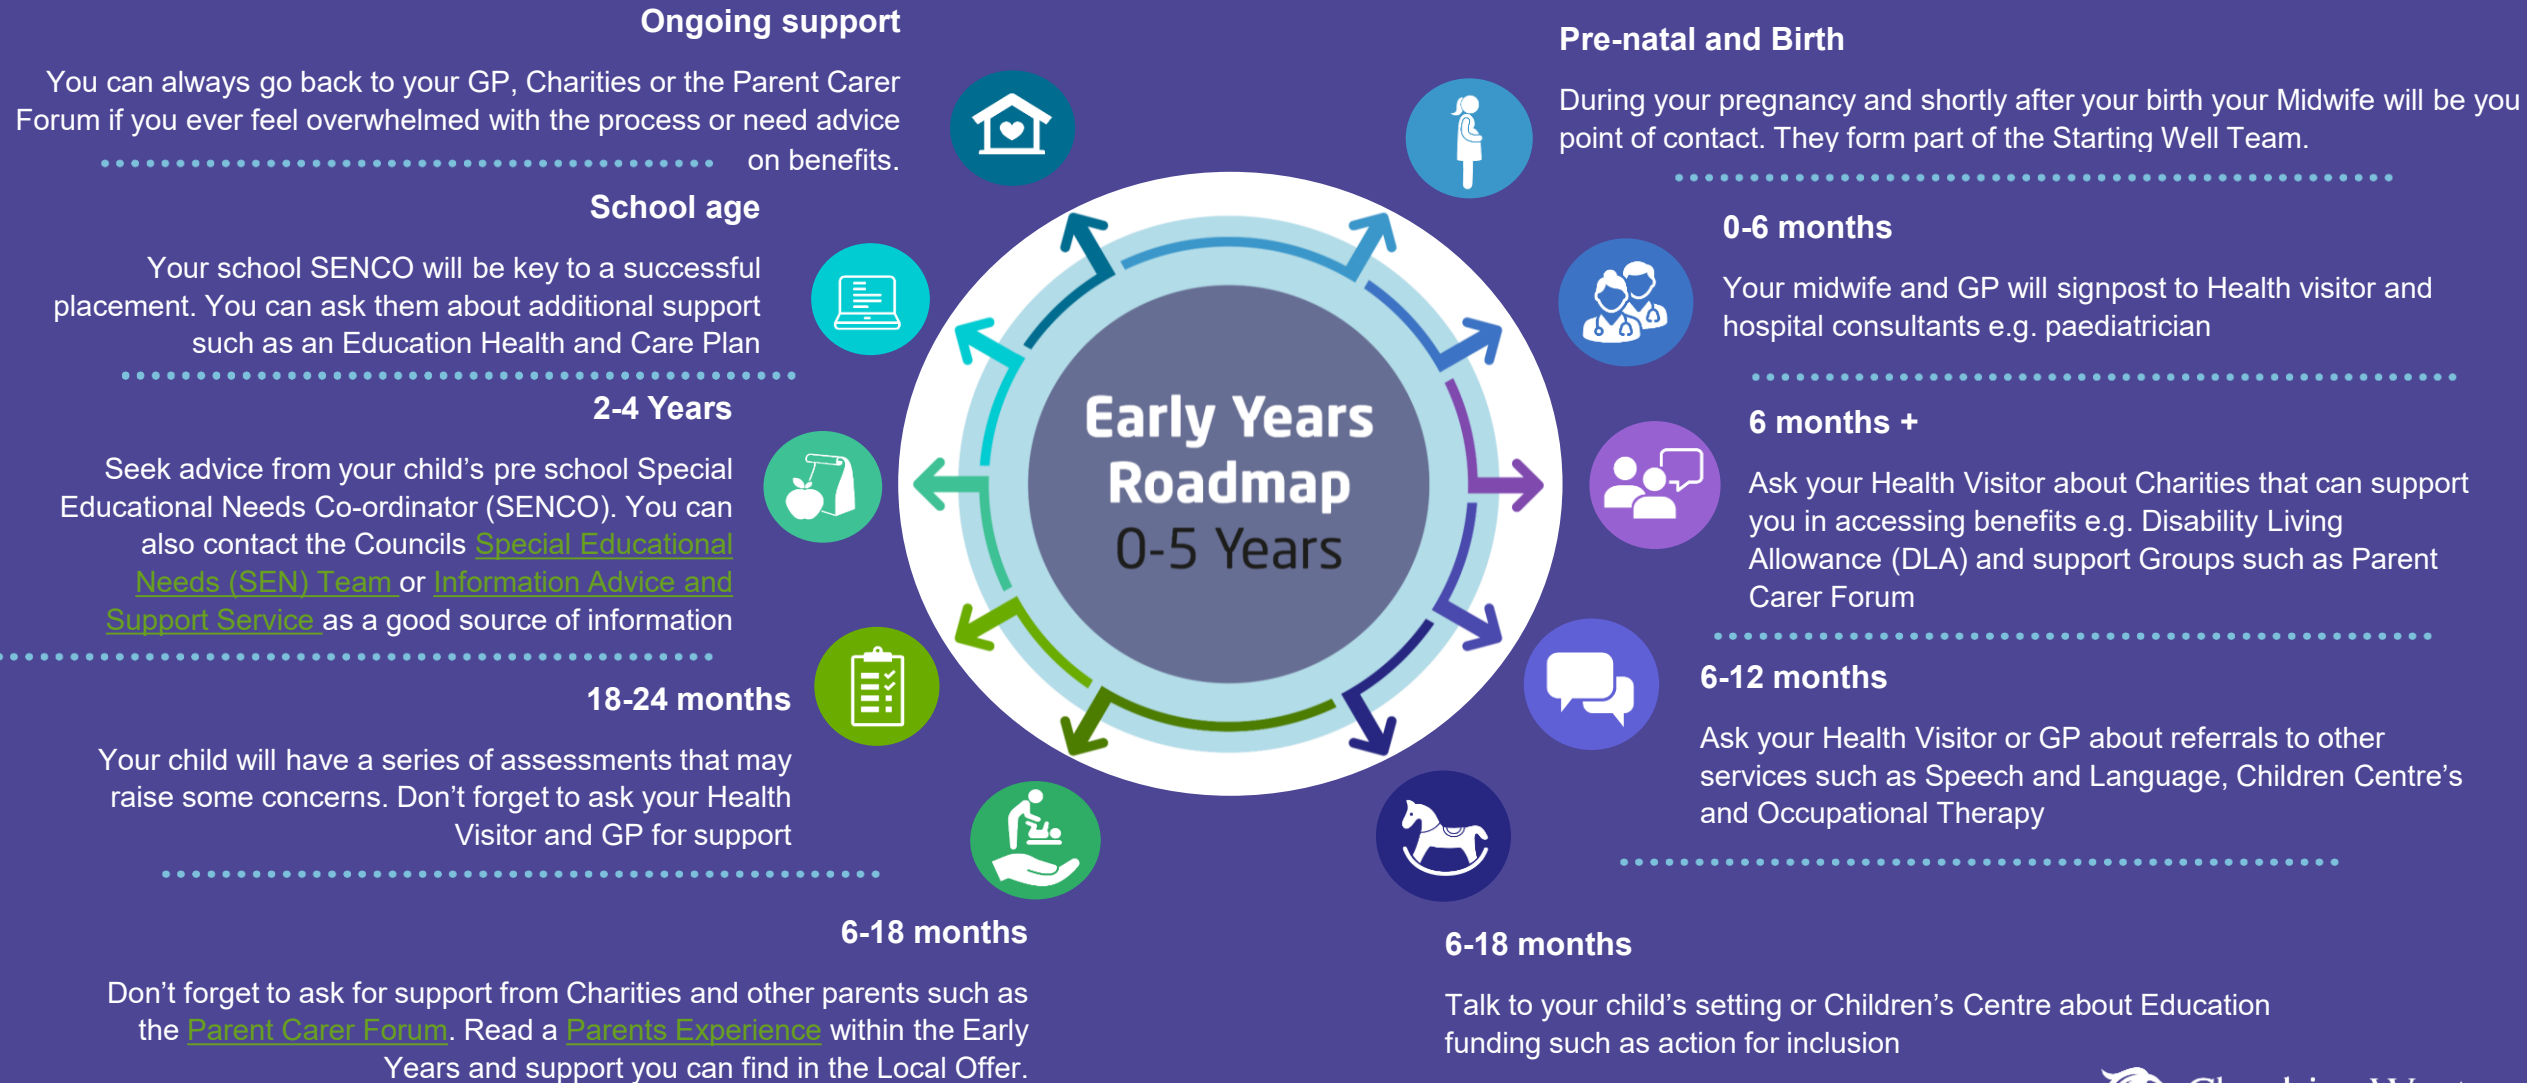 Ongoing support
You can always go back to your GP, Charities or the Parent Carer
Forum if you ever feel overwhelmed with the process or need advice
on benefits.
School age
Your school SENCO will be key to a successful
placement. You can ask them about additional support
such as an Education Health and Care Plan
2-4 Years
Seek advice from your child’s pre school Special
Educational Needs Co-ordinator (SENCO). You can
also contact the Councils Special Educational
Needs (SEN) Team or Information Advice and
Support Service as a good source of information
18-24 months
Your child will have a series of assessments that may
raise some concerns. Don’t forget to ask your Health
Visitor and GP for support
6-18 months
Don’t forget to ask for support from Charities and other parents such as
the Parent Carer Forum. Read a Parents Experience within the Early
Years and support you can find in the Local Offer.
Early Years
Roadmap
0-5 Years
Pre-natal and Birth
During your pregnancy and shortly after your birth your Midwife will be you
point of contact. They form part of the Starting Well Team.
0-6 months
Your midwife and GP will signpost to Health visitor and
hospital consultants e.g. paediatrician
6 months +
Ask your Health Visitor about Charities that can support
you in accessing benefits e.g. Disability Living
Allowance (DLA) and support Groups such as Parent
Carer Forum
6-12 months
Ask your Health Visitor or GP about referrals to other
services such as Speech and Language, Children Centre’s
and Occupational Therapy
6-18 months
Talk to your child’s setting or Children’s Centre about Education
funding such as action for inclusion